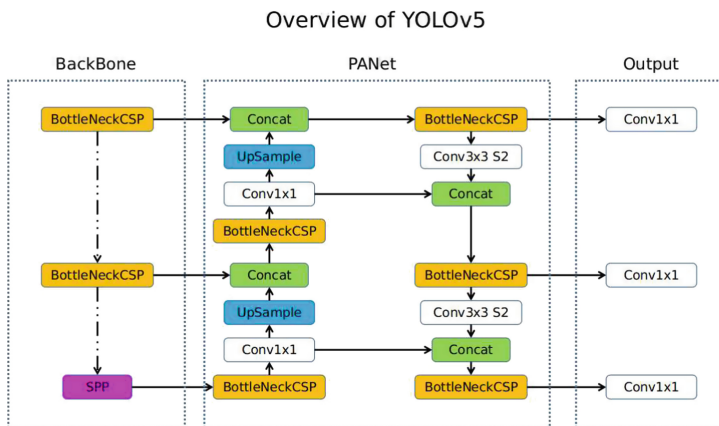 Overview of YOLOv5
BackBone
PANet
Output
BottleNeckCSP
Concat
BottleNeckCSP
Conv1x1
UpSample
Conv3x3 S2
Conv1x1
Concat
BottleNeckCSP
BottleNeckCSP
Concat
BottleNeckCSP
Conv1x1
UpSample
Conv3x3 S2
Conv1x1
Concat
SPP
BottleNeckCSP
BottleNeckCSP
Conv1x1